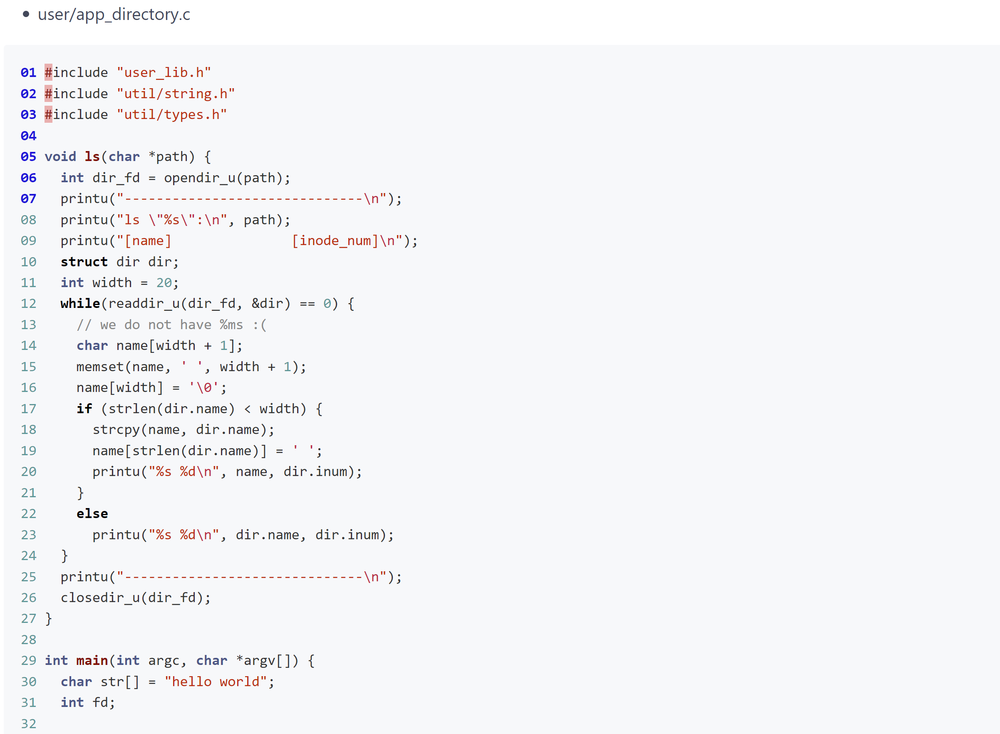 • user/app_directory.c
01 #include "user_lib.h"
02 #include "util/string.h"
03 #include "util/types.h"
04
05 void ls(char *path) {
06   int dir_fd = opendir_u(path);
07   printu("------------------------------\n");
08   printu("ls \"%s\":\n", path);
09   printu("[name]               [inode_num]\n");
10   struct dir dir;
11   int width = 20;
12   while(readdir_u(dir_fd, &dir) == 0) {
13     // we do not have %ms :(
14     char name[width + 1];
15     memset(name, ' ', width + 1);
16     name[width] = '\0';
17     if (strlen(dir.name) < width) {
18       strcpy(name, dir.name);
19       name[strlen(dir.name)] = ' ';
20       printu("%s %d\n", name, dir.inum);
21     }
22     else
23       printu("%s %d\n", dir.name, dir.inum);
24   }
25   printu("------------------------------\n");
26   closedir_u(dir_fd);
27 }
28
29 int main(int argc, char *argv[]) {
30   char str[] = "hello world";
31   int fd;
32